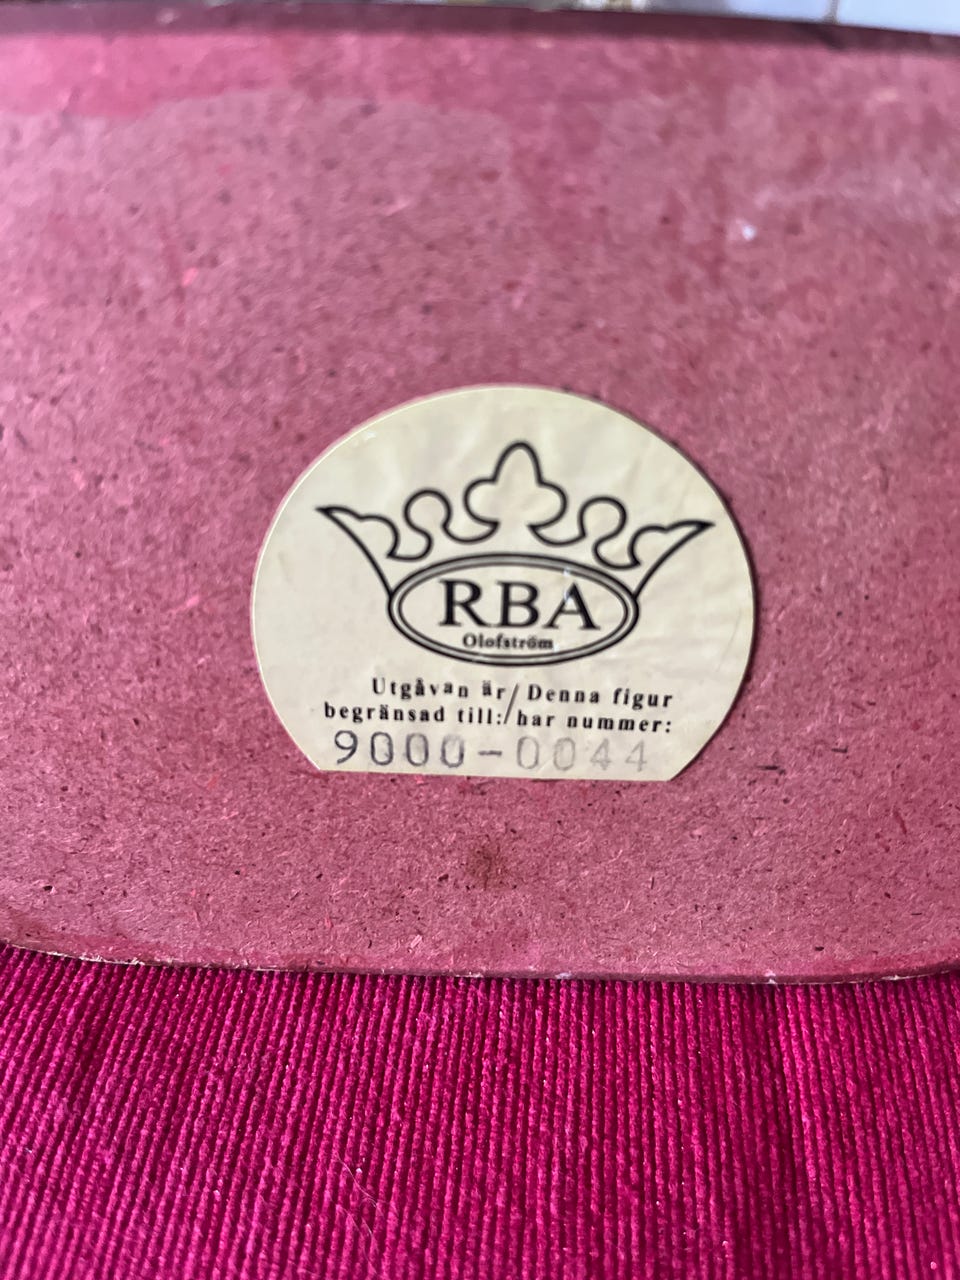 RBA
Olofström
Utgåvan är / Denna figur
begränsad till: / har nummer:
9000-0044